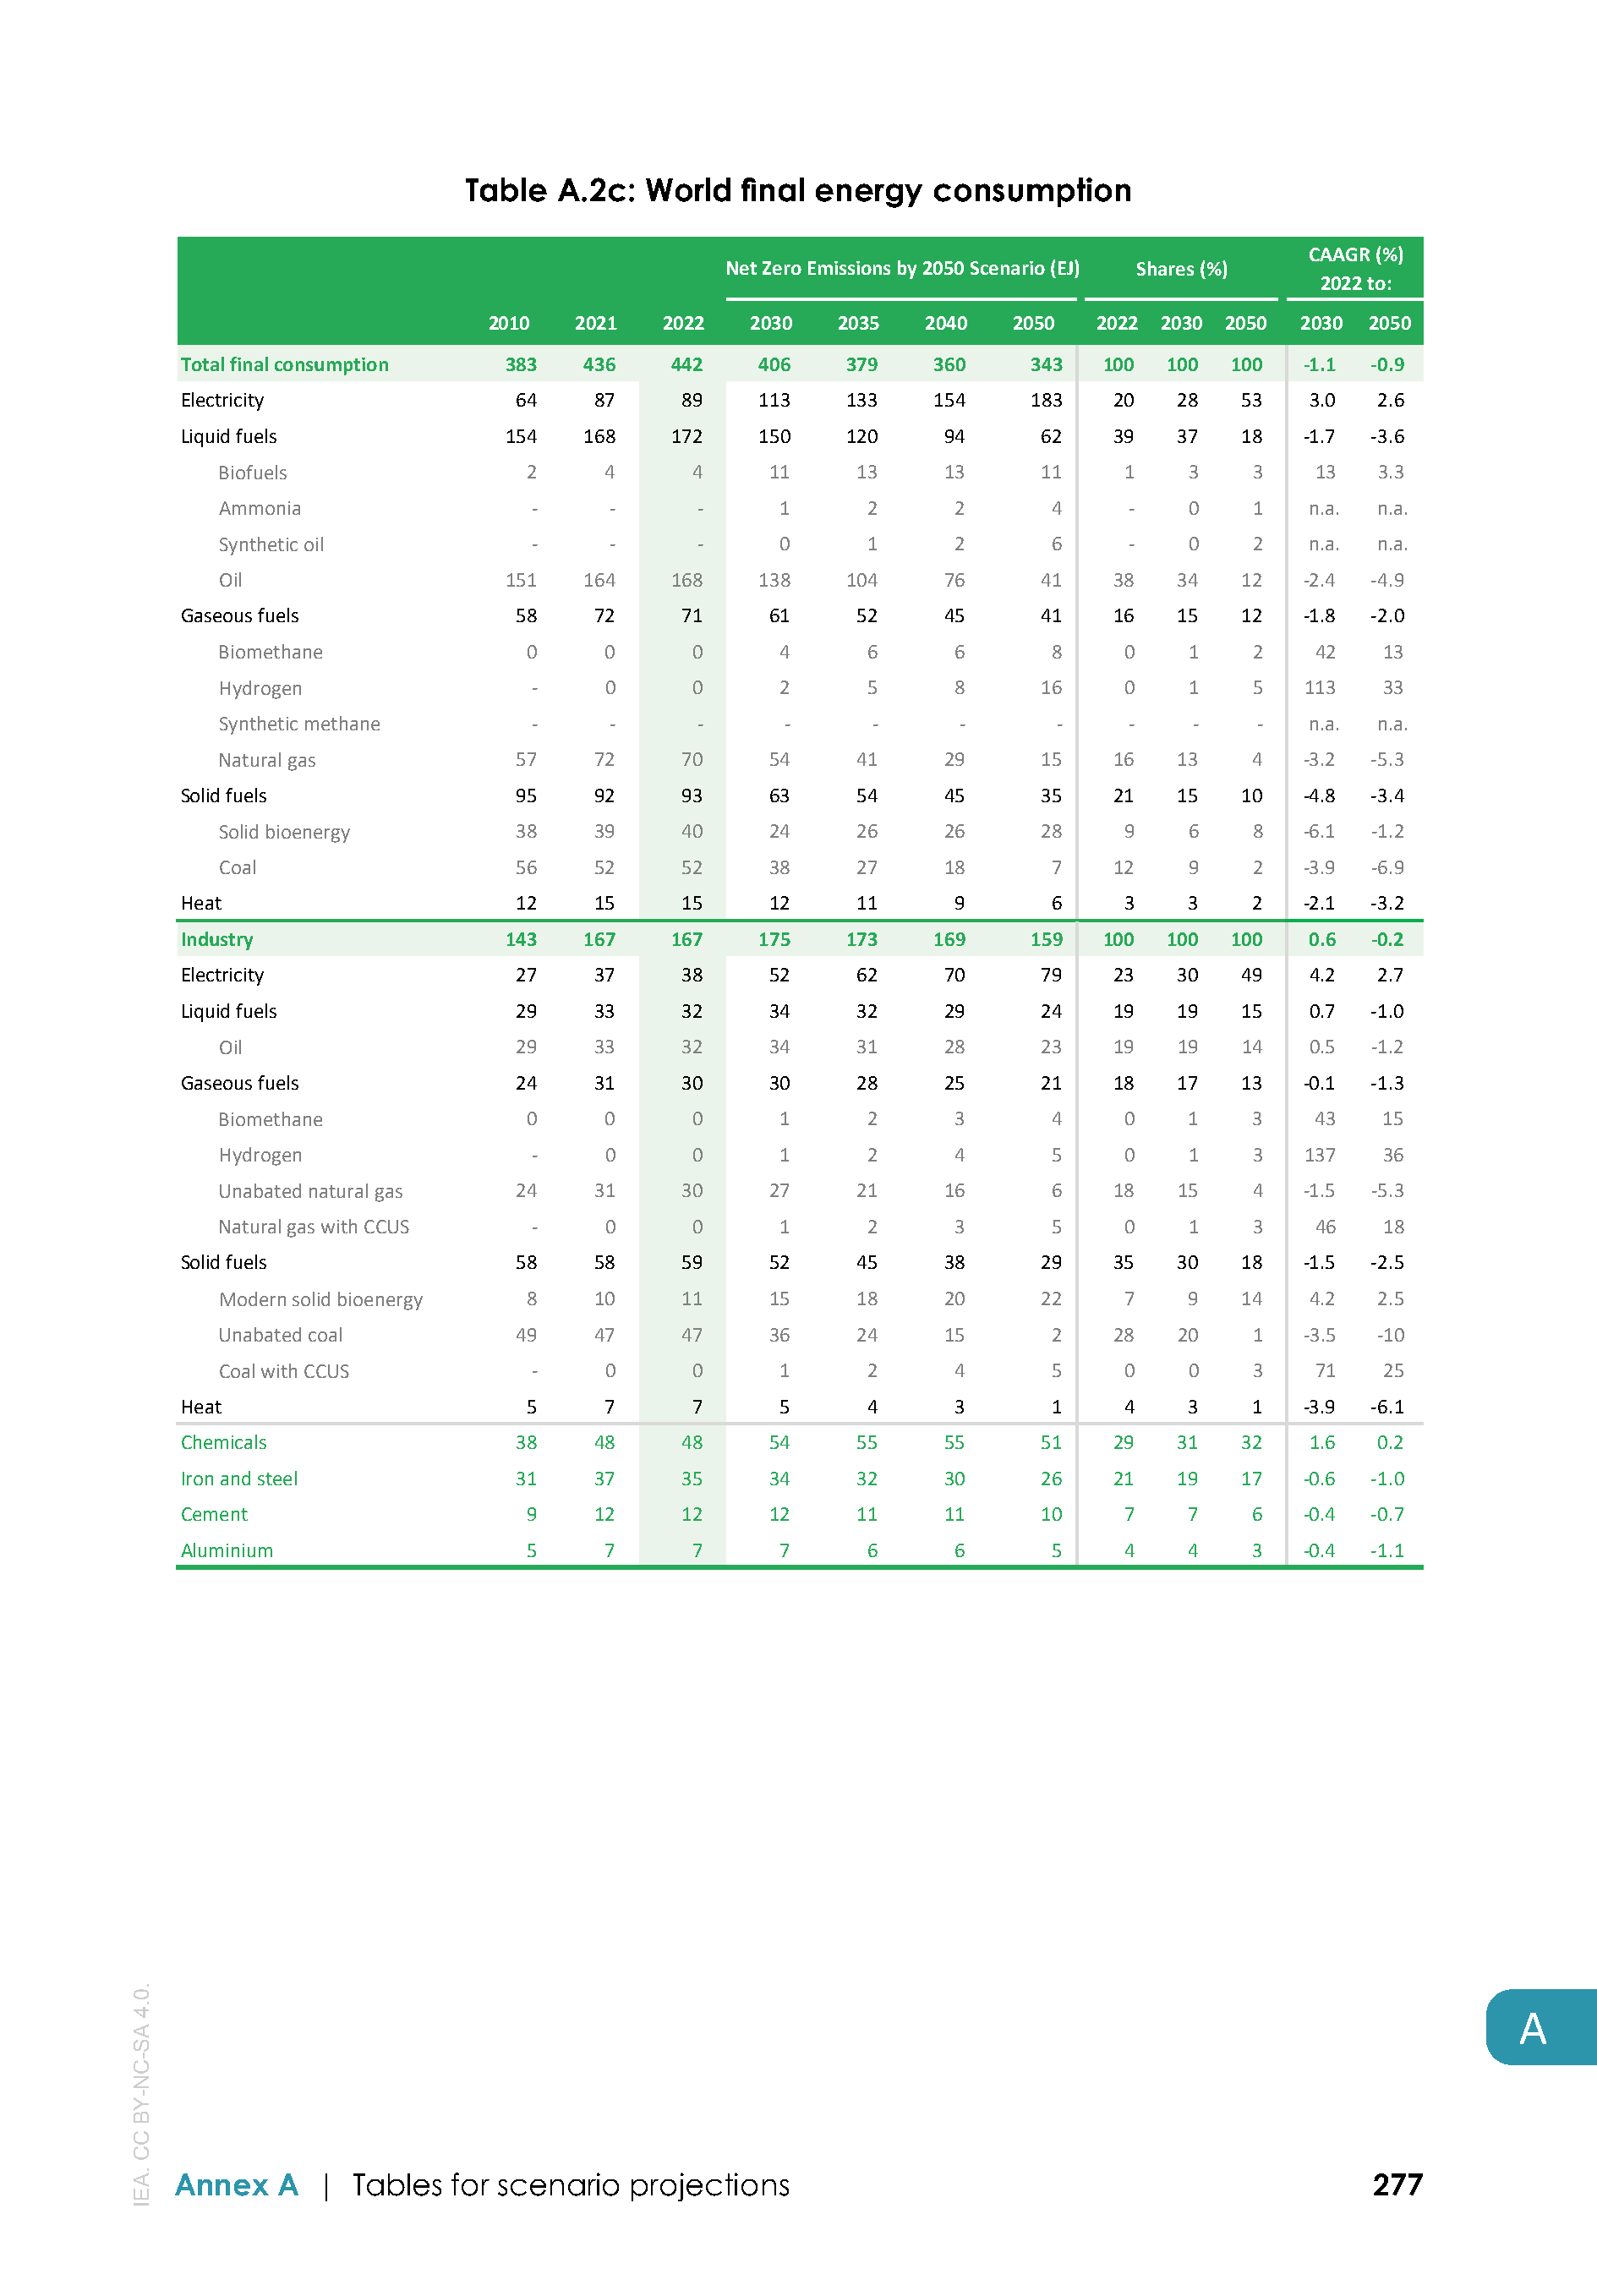 Table A.2c: World final energy consumption
Net Zero Emissions by 2050 Scenario (EJ) Shares (%) CAAGR (%)
2022 to:
2010 2021 2022 2030 2035 2040 2050 2022 2030 2050 2030 2050
Total final consumption 383 436 442 406 379 360 343 100 100 100 -1.1 -0.9
Electricity 64 87 89 113 133 154 183 20 28 53 3.0 2.6
Liquid fuels 154 168 172 150 120 94 62 39 37 18 -1.7 -3.6
Biofuels 2 4 4 11 13 13 11 1 3 3 13 3.3
Ammonia - - - 1 2 2 4 - 0 1 n.a. n.a.
Synthetic oil - - - 0 1 2 6 - 0 2 n.a. n.a.
Oil 151 164 168 138 104 76 41 38 34 12 -2.4 -4.9
Gaseous fuels 58 72 71 61 52 45 41 16 15 12 -1.8 -2.0
Biomethane 0 0 0 4 6 6 8 0 1 2 42 13
Hydrogen - 0 0 2 5 8 16 0 1 5 113 33
Synthetic methane - - - - - - - - - - n.a. n.a.
Natural gas 57 72 70 54 41 29 15 16 13 4 -3.2 -5.3
Solid fuels 95 92 93 63 54 45 35 21 15 10 -4.8 -3.4
Solid bioenergy 38 39 40 24 26 26 28 9 6 8 -6.1 -1.2
Coal 56 52 52 38 27 18 7 12 9 2 -3.9 -6.9
Heat 12 15 15 12 11 9 6 3 3 2 -2.1 -3.2
Industry 143 167 167 175 173 169 159 100 100 100 0.6 -0.2
Electricity 27 37 38 52 62 70 79 23 30 49 4.2 2.7
Liquid fuels 29 33 32 34 32 29 24 19 19 15 0.7 -1.0
Oil 29 33 32 34 31 28 23 19 19 14 0.5 -1.2
Gaseous fuels 24 31 30 30 28 25 21 18 17 13 -0.1 -1.3
Biomethane 0 0 0 1 2 3 4 0 1 3 43 15
Hydrogen - 0 0 1 2 4 5 0 1 3 137 36
Unabated natural gas 24 31 30 27 21 16 6 18 15 4 -1.5 -5.3
Natural gas with CCUS - 0 0 1 2 3 5 0 1 3 46 18
Solid fuels 58 58 59 52 45 38 29 35 30 18 -1.5 -2.5
Modern solid bioenergy 8 10 11 15 18 20 22 7 9 14 4.2 2.5
Unabated coal 49 47 47 36 24 15 2 28 20 1 -3.5 -10
Coal with CCUS - 0 0 1 2 4 5 0 0 3 71 25
Heat 5 7 7 5 4 3 1 4 3 1 -3.9 -6.1
Chemicals 38 48 48 54 55 55 51 29 31 32 1.6 0.2
Iron and steel 31 37 35 34 32 30 26 21 19 17 -0.6 -1.0
Cement 9 12 12 12 11 11 10 7 7 6 -0.4 -0.7
Aluminium 5 7 7 7 6 6 5 4 4 3 -0.4 -1.1
A
IEA. CC BY-NC-SA 4.0.
Annex A | Tables for scenario projections 277